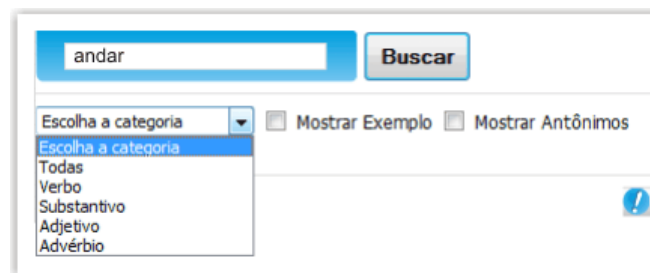 andar Buscar
Escolha a categoria Mostrar Exemplo Mostrar Antônimos
Escolha a categoria
Todas
Verbo
Substantivo
Adjetivo
Advérbio